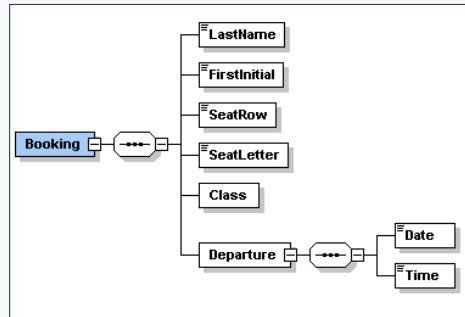 LastName
FirstInitial
SeatRow
Booking
SeatLetter
Class
Departure
Date
Time